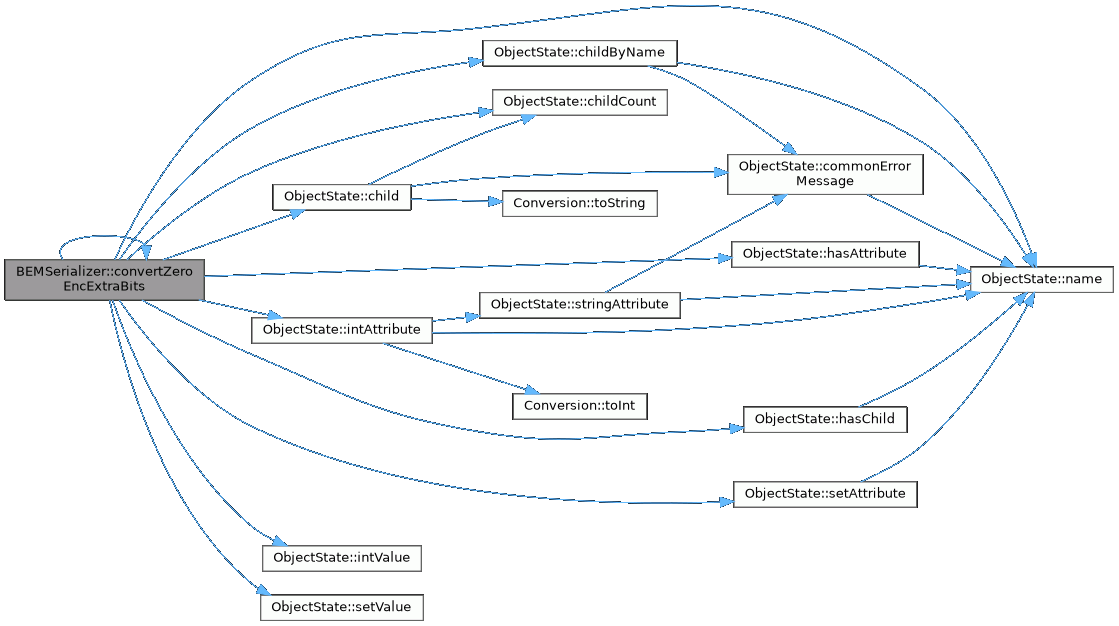 ObjectState::childByName
ObjectState::childCount
ObjectState::commonError
Message
ObjectState::child
Conversion::toString
ObjectState::hasAttribute
BEMSerializer::convertZero
EncExtraBits
ObjectState::name
ObjectState::stringAttribute
ObjectState::intAttribute
Conversion::toInt
ObjectState::hasChild
ObjectState::setAttribute
ObjectState::intValue
ObjectState::setValue